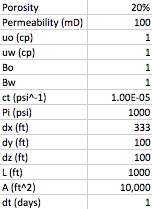 Porosity 20%
Permeability (mD) 100
uo (cp) 1
uw (cp) 1
Bo 1
Bw 1
ct (psi^-1) 1.00E-05
Pi (psi) 1000
dx (ft) 333
dy (ft) 100
dz (ft) 100
L (ft) 1000
A (ft^2) 10,000
dt (days) 1